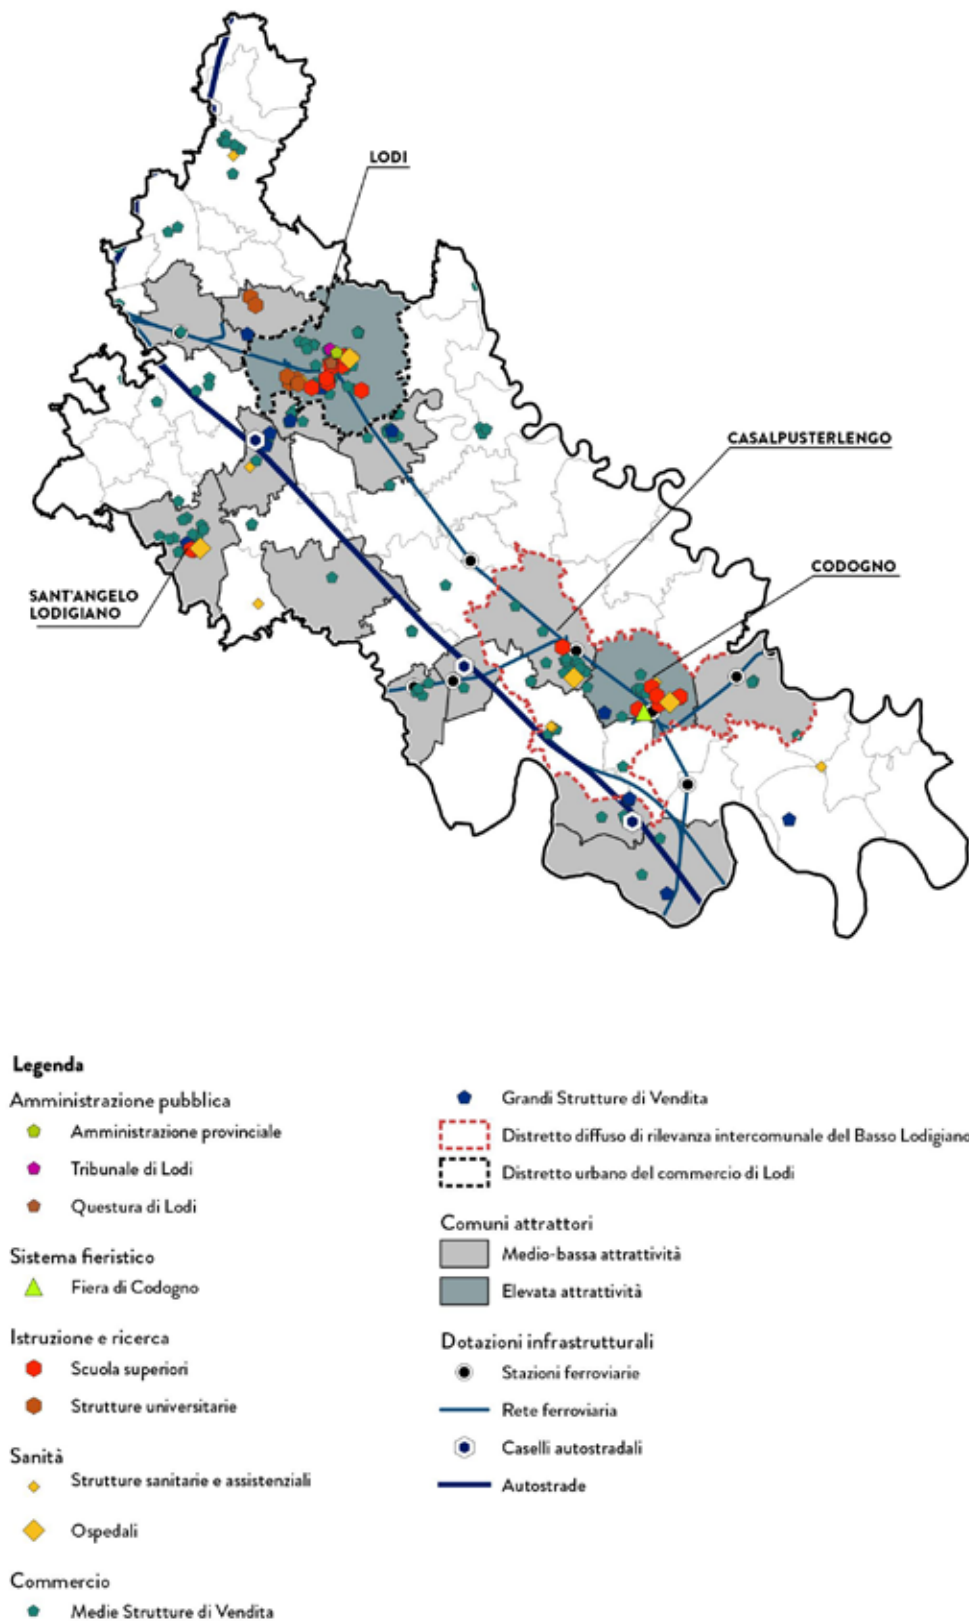 LODI
CASALPUSTERLENGO
CODOGNO
SANT'ANGELO
LODIGIANO
Legenda
Amministrazione pubblica
Amministrazione provinciale
Tribunale di Lodi
Questura di Lodi
Sistema fieristico
Fiera di Codogno
Istruzione e ricerca
Scuola superiori
Strutture universitarie
Sanità
Strutture sanitarie e assistenziali
Ospedali
Commercio
Medie Strutture di Vendita
Grandi Strutture di Vendita
Distretto diffuso di rilevanza intercomunale del Basso Lodigiano
Distretto urbano del commercio di Lodi
Comuni attrattori
Medio-bassa attrattività
Elevata attrattività
Dotazioni infrastrutturali
Stazioni ferroviarie
Rete ferroviaria
Caselli autostradali
Autostrade